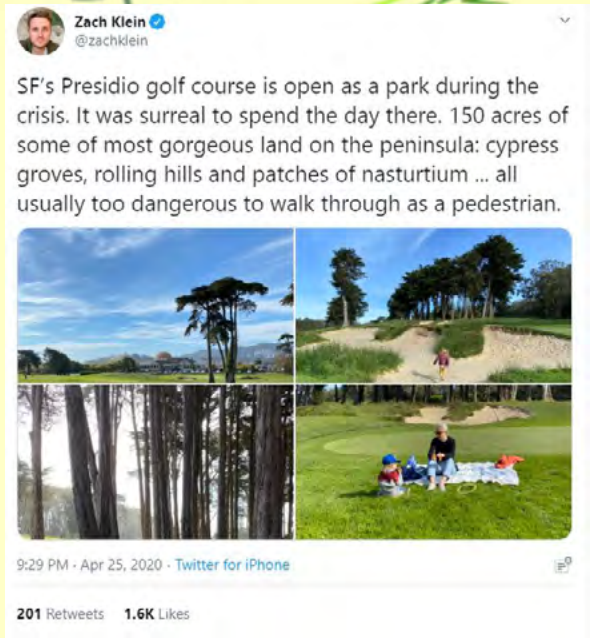 Zach Klein
@zachklein
SF's Presidio golf course is open as a park during the
crisis. It was surreal to spend the day there. 150 acres of
some of most gorgeous land on the peninsula: cypress
groves, rolling hills and patches of nasturtium ... all
usually too dangerous to walk through as a pedestrian.
9:29 PM · Apr 25, 2020 · Twitter for iPhone
201 Retweets 1.6K Likes